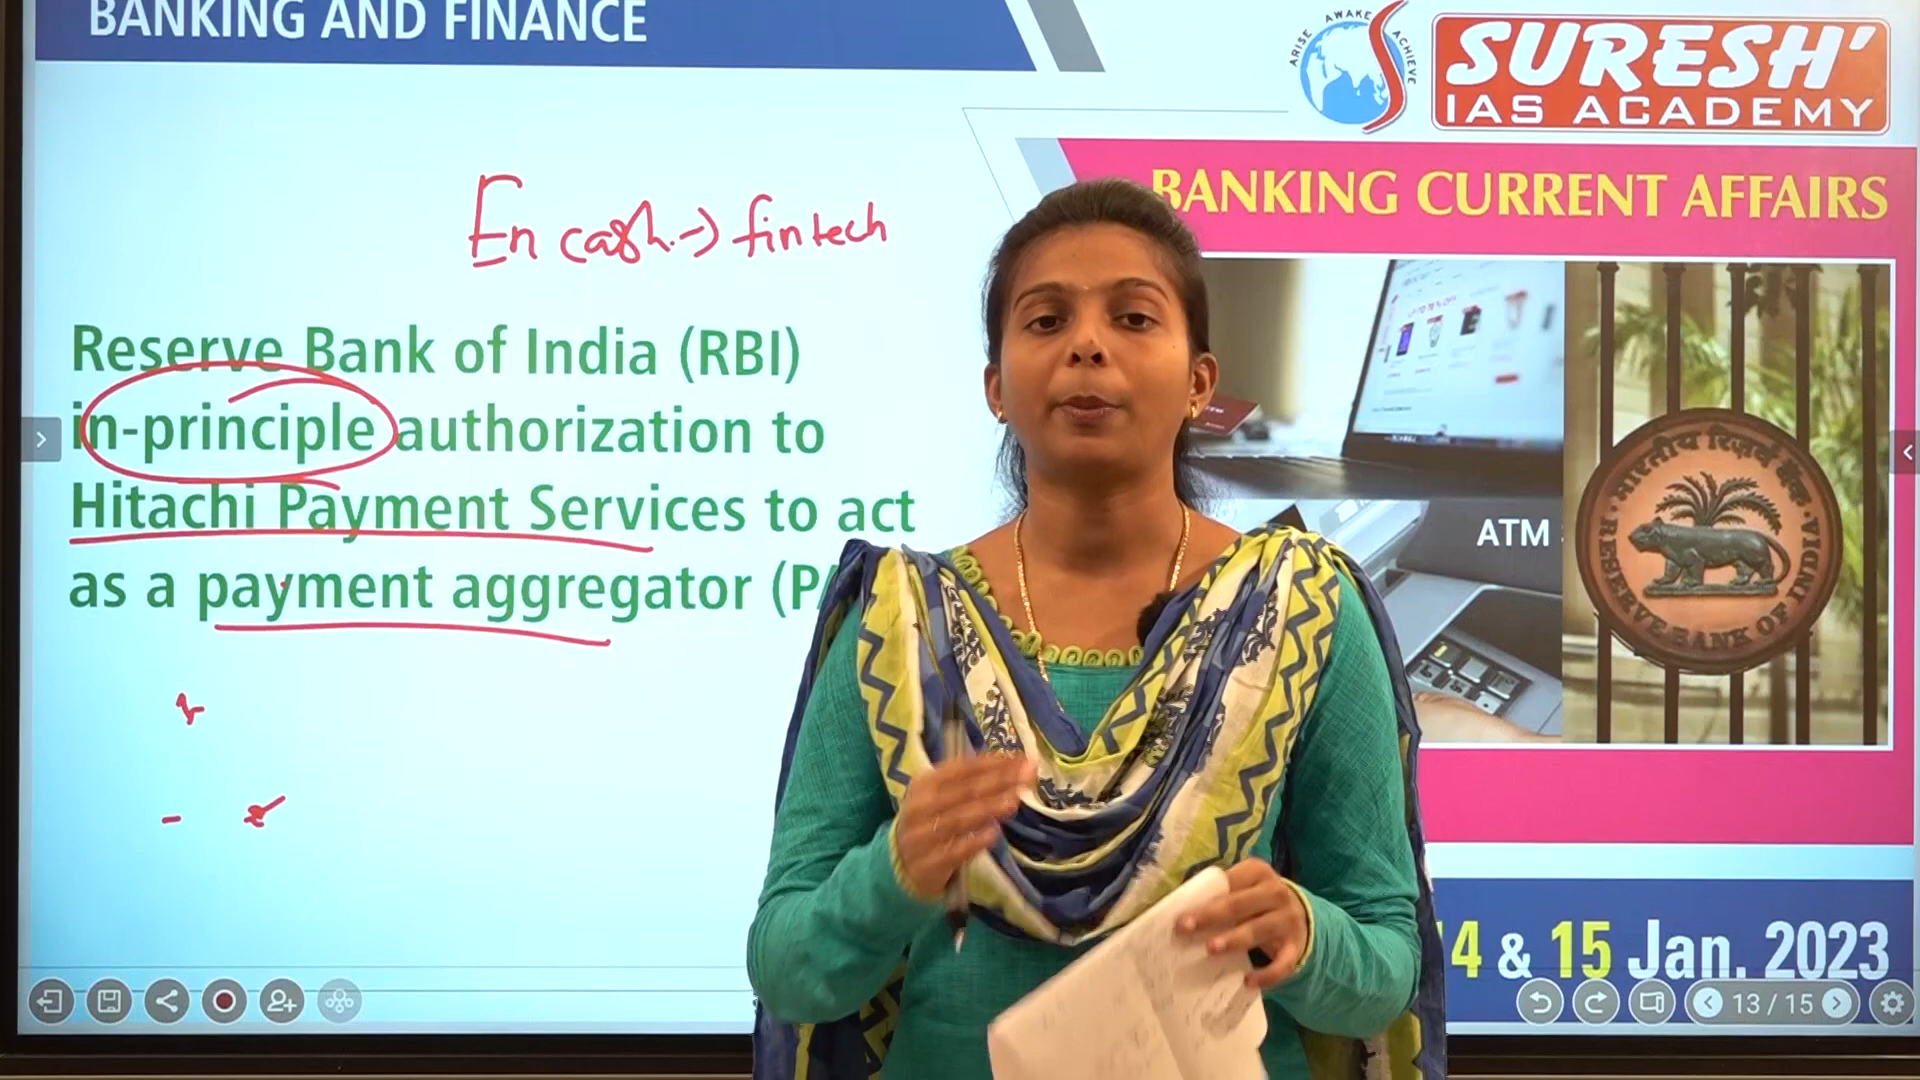 BANKING AND FINANCE
ARISE AWAKE ACHIEVE
SURESH'
IAS ACADEMY
BANKING CURRENT AFFAIRS
En cash. -> fintech
Reserve Bank of India (RBI)
in-principle authorization to
Hitachi Payment Services to act
as a payment aggregator
ATM
भारतीय रिज़र्व बैंक
RESERVE BANK OF INDIA
4 & 15 Jan. 2023
13 / 15